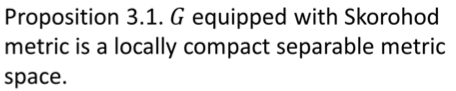 Proposition 3.1. G equipped with Skorohod
metric is a locally compact separable metric
space.